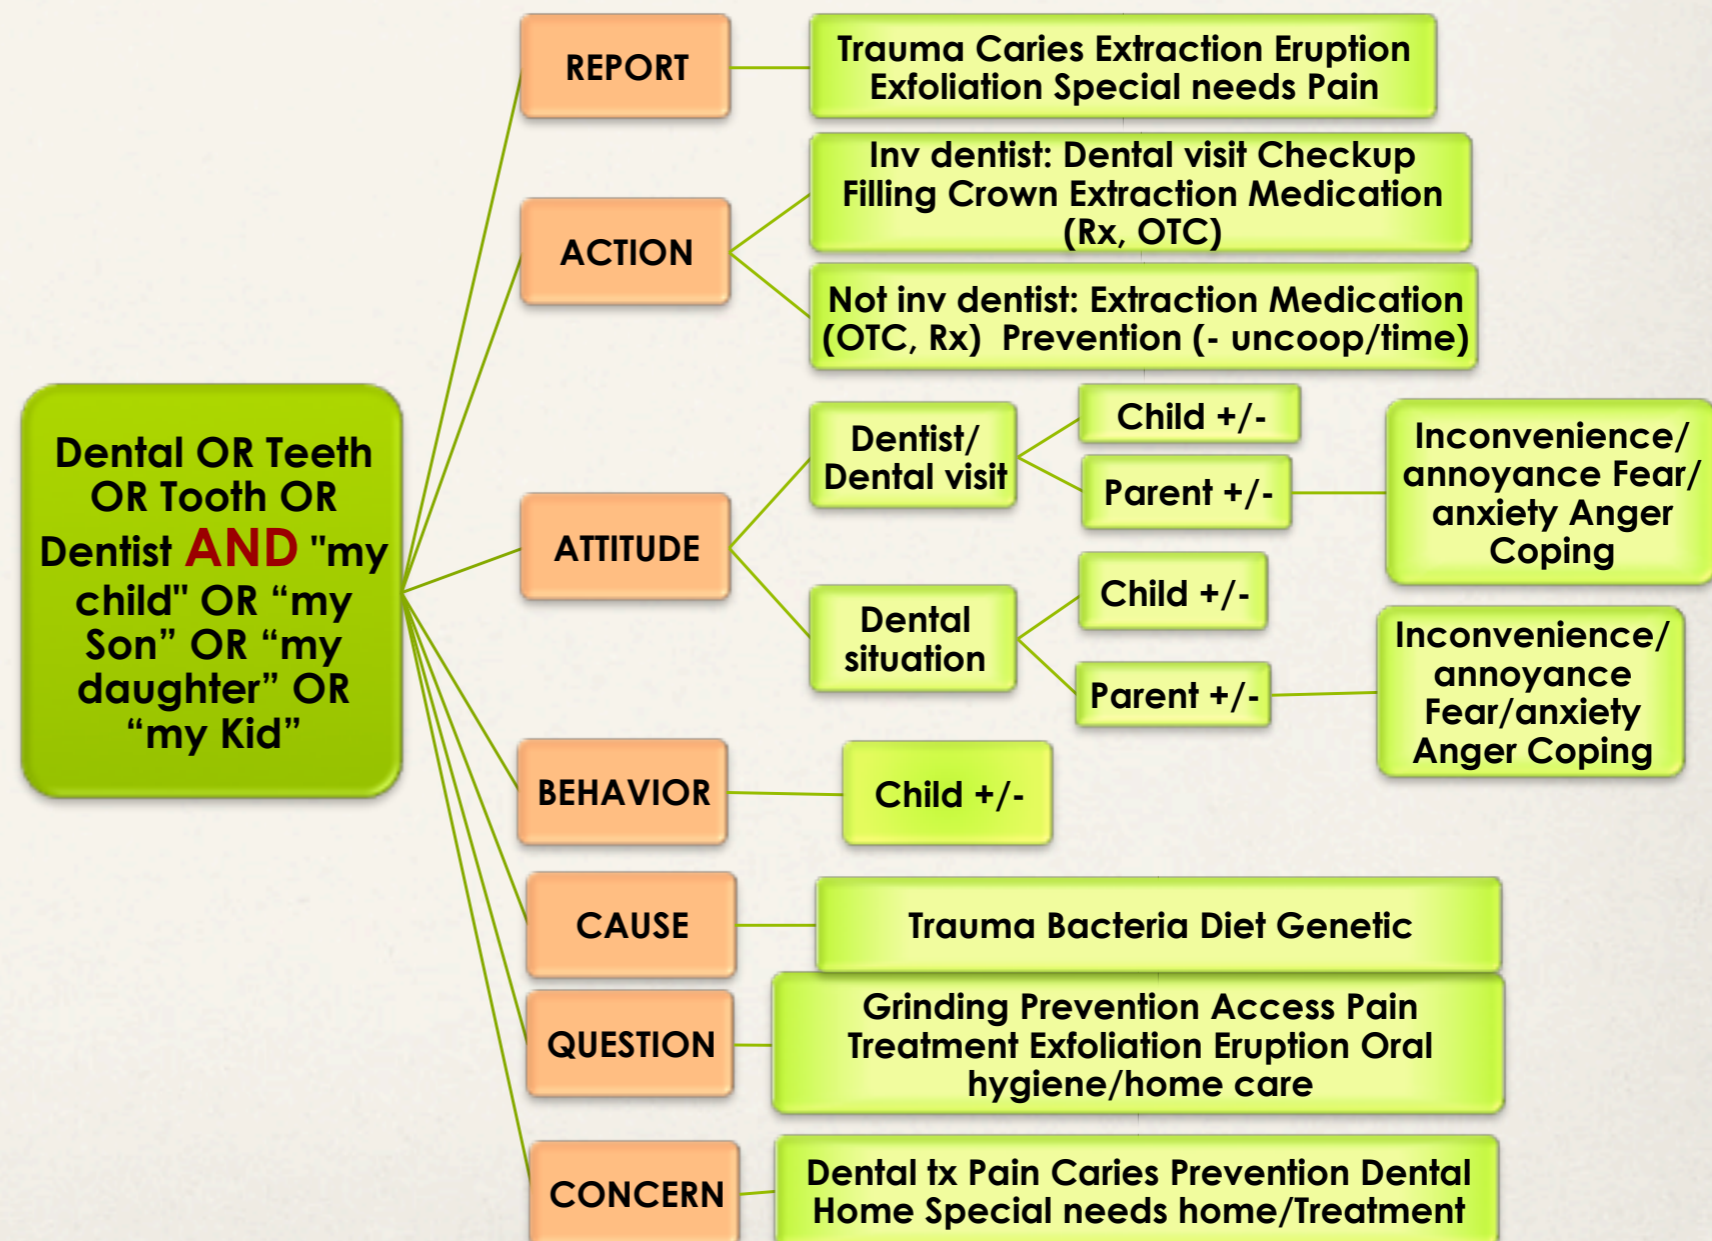 Dental OR Teeth
OR Tooth OR
Dentist AND "my
child" OR “my
Son” OR “my
daughter” OR
“my Kid”
REPORT
Trauma Caries Extraction Eruption
Exfoliation Special needs Pain
ACTION
Inv dentist: Dental visit Checkup
Filling Crown Extraction Medication
(Rx, OTC)
Not inv dentist: Extraction Medication
(OTC, Rx) Prevention (- uncoop/time)
ATTITUDE
Dentist/
Dental visit
Child +/-
Parent +/-
Inconvenience/
annoyance Fear/
anxiety Anger
Coping
Dental
situation
Child +/-
Parent +/-
Inconvenience/
annoyance
Fear/anxiety
Anger Coping
BEHAVIOR
Child +/-
CAUSE
Trauma Bacteria Diet Genetic
QUESTION
Grinding Prevention Access Pain
Treatment Exfoliation Eruption Oral
hygiene/home care
CONCERN
Dental tx Pain Caries Prevention Dental
Home Special needs home/Treatment